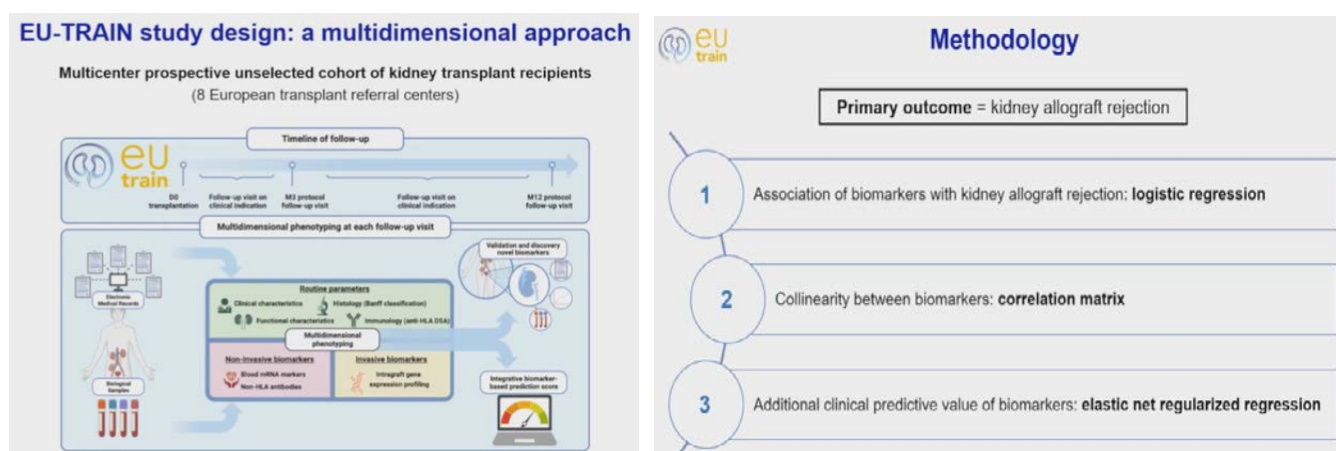 EU-TRAIN study design: a multidimensional approach
Multicenter prospective unselected cohort of kidney transplant recipients
(8 European transplant referral centers)
Timeline of follow-up
eu
train
D0
transplantation
Follow-up visit on
clinical indication
M3 protocol
follow-up visit
Follow-up visit on
clinical indication
M12 protocol
follow-up visit
Multidimensional phenotyping at each follow-up visit
Electronic
Medical Records
Biological
Samples
Routine parameters
Clinical characteristics
Histology (Banff classification)
Functional characteristics
Immunology (anti-HLA DSA)
Multidimensional
phenotyping
Non-invasive biomarkers
Blood mRNA markers
Non-HLA antibodies
Invasive biomarkers
Intragraft gene
expression profiling
Validation and discovery
novel biomarkers
Integrative biomarker-
based prediction score
eu
train
Methodology
Primary outcome = kidney allograft rejection
1
Association of biomarkers with kidney allograft rejection: logistic regression
2
Collinearity between biomarkers: correlation matrix
3
Additional clinical predictive value of biomarkers: elastic net regularized regression